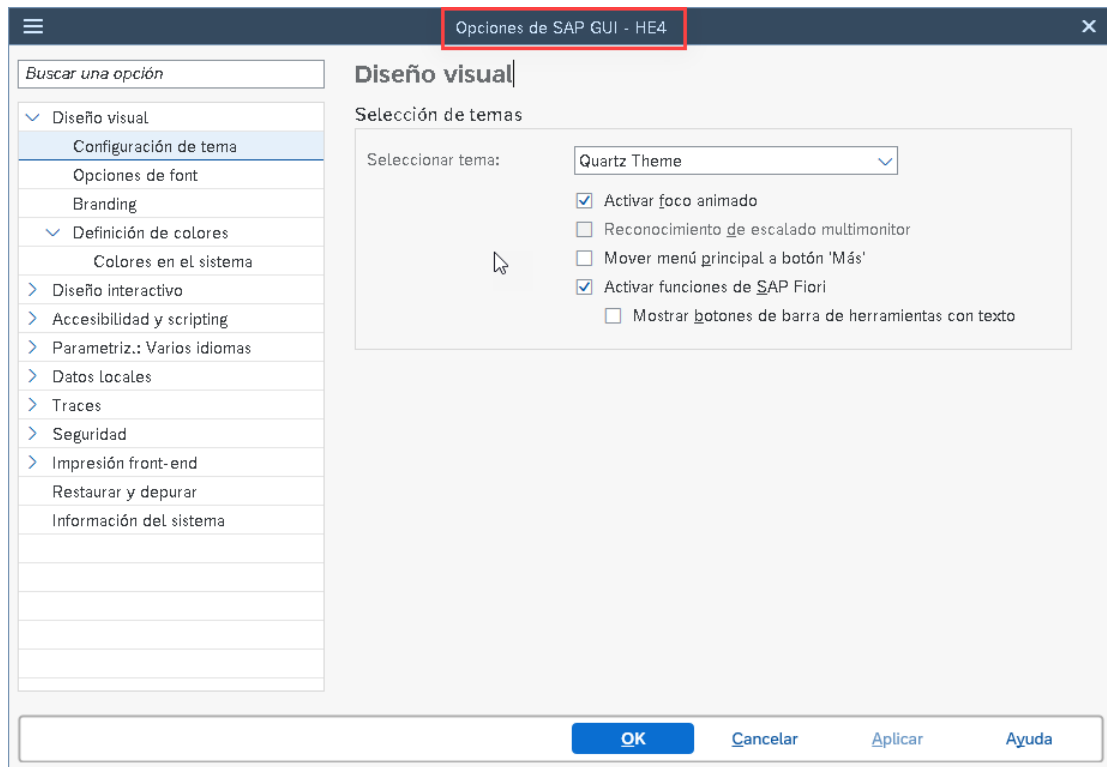 Opciones de SAP GUI - HE4
Buscar una opción
Diseño visual
Configuración de tema
Opciones de font
Branding
Definición de colores
Colores en el sistema
Diseño interactivo
Accesibilidad y scripting
Parametriz.: Varios idiomas
Datos locales
Traces
Seguridad
Impresión front-end
Restaurar y depurar
Información del sistema
Diseño visual
Selección de temas
Seleccionar tema: Quartz Theme
Activar foco animado
Reconocimiento de escalado multimonitor
Mover menú principal a botón 'Más'
Activar funciones de SAP Fiori
Mostrar botones de barra de herramientas con texto
OK Cancelar Aplicar Ayuda